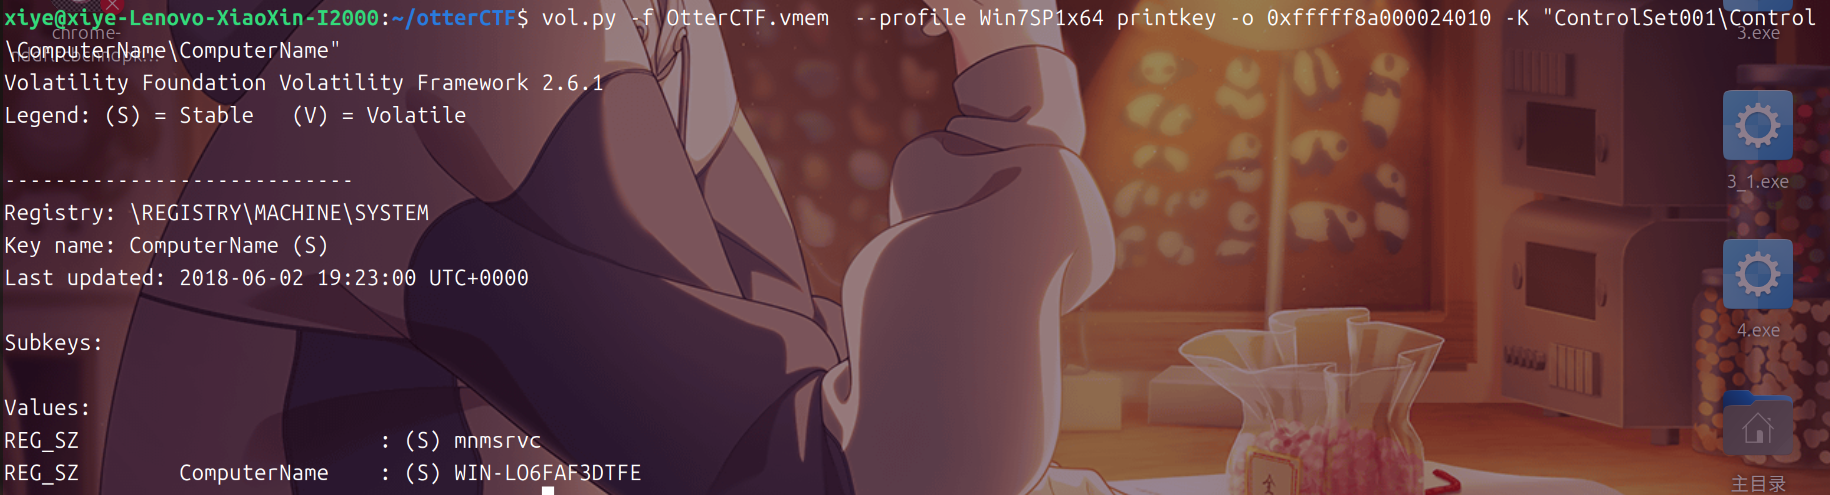 xiye@xiye-Lenovo-XiaoXin-I2000:~/otterCTF$ vol.py -f OtterCTF.vmem  --profile Win7SP1x64 printkey -o 0xfffff8a000024010 -K "ControlSet001\Control
\ComputerName\ComputerName"
Volatility Foundation Volatility Framework 2.6.1
Legend: (S) = Stable   (V) = Volatile
----------------------------
Registry: \REGISTRY\MACHINE\SYSTEM
Key name: ComputerName (S)
Last updated: 2018-06-02 19:23:00 UTC+0000
Subkeys:
Values:
REG_SZ                        : (S) mnmsrvc
REG_SZ        ComputerName    : (S) WIN-LO6FAF3DTFE
chrome-
3.exe
3_1.exe
4.exe
主目录